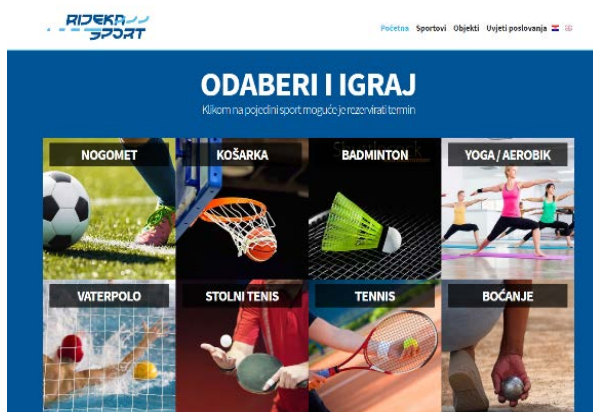 RIJEKA
SPORT
Početna Sportovi Objekti Uvjeti poslovanja
ODABERI I IGRAJ
Klikom na pojedini sport moguće je rezervirati termin
NOGOMET
KOŠARKA
BADMINTON
YOGA / AEROBIK
VATERPOLO
STOLNI TENIS
TENNIS
BOĆANJE